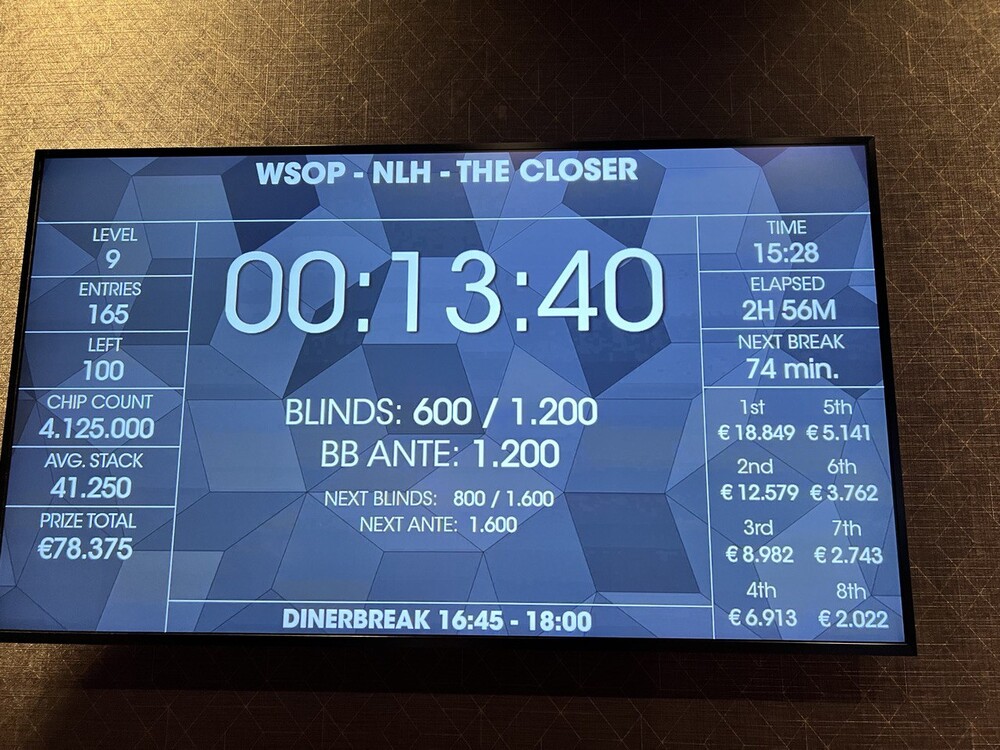 WSOP - NLH - THE CLOSER
LEVEL
9
ENTRIES
165
LEFT
100
CHIP COUNT
4.125.000
AVG. STACK
41.250
PRIZE TOTAL
€78.375
00:13:40
BLINDS: 600 / 1.200
BB ANTE: 1.200
NEXT BLINDS: 800 / 1.600
NEXT ANTE: 1.600
DINERBREAK 16:45 - 18:00
TIME
15:28
ELAPSED
2H 56M
NEXT BREAK
74 min.
1st 5th
€ 18.849 € 5.141
2nd 6th
€ 12.579 € 3.762
3rd 7th
€ 8.982 € 2.743
4th 8th
€ 6.913 € 2.022